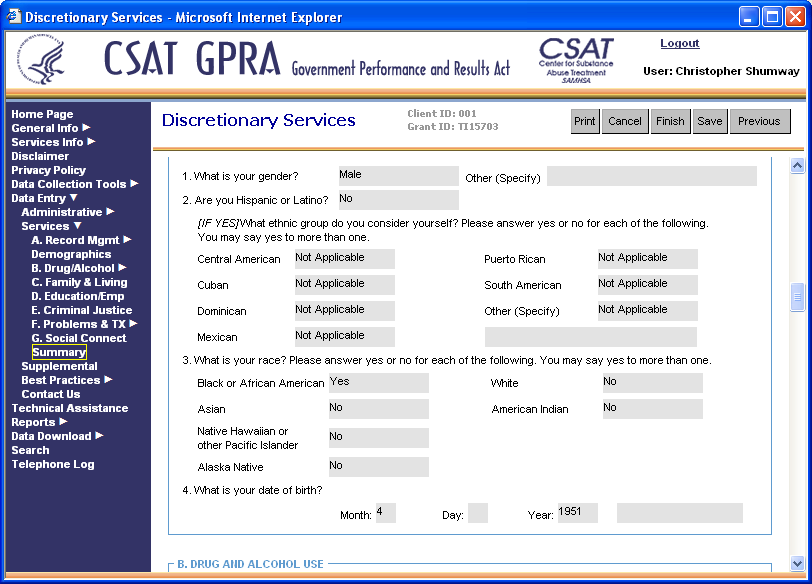 Discretionary Services - Microsoft Internet Explorer
CSAT GPRA Government Performance and Results Act
CSAT
Center for Substance
Abuse Treatment
SAMHSA
Logout
User: Christopher Shumway
Home Page
General Info
Services Info
Disclaimer
Privacy Policy
Data Collection Tools
Data Entry
Administrative
Services
A. Record Mgmt
Demographics
B. Drug/Alcohol
C. Family & Living
D. Education/Emp
E. Criminal Justice
F. Problems & TX
G. Social Connect
Summary
Supplemental
Best Practices
Contact Us
Technical Assistance
Reports
Data Download
Search
Telephone Log
Discretionary Services
Client ID: 001
Grant ID: TI15703
Print Cancel Finish Save Previous
1. What is your gender? Male Other (Specify)
2. Are you Hispanic or Latino? No
[IF YES]What ethnic group do you consider yourself? Please answer yes or no for each of the following.
You may say yes to more than one.
Central American Not Applicable Puerto Rican Not Applicable
Cuban Not Applicable South American Not Applicable
Dominican Not Applicable Other (Specify) Not Applicable
Mexican Not Applicable
3. What is your race? Please answer yes or no for each of the following. You may say yes to more than one.
Black or African American Yes White No
Asian No American Indian No
Native Hawaiian or
other Pacific Islander No
Alaska Native No
4. What is your date of birth?
Month: 4 Day: Year: 1951
B. DRUG AND ALCOHOL USE